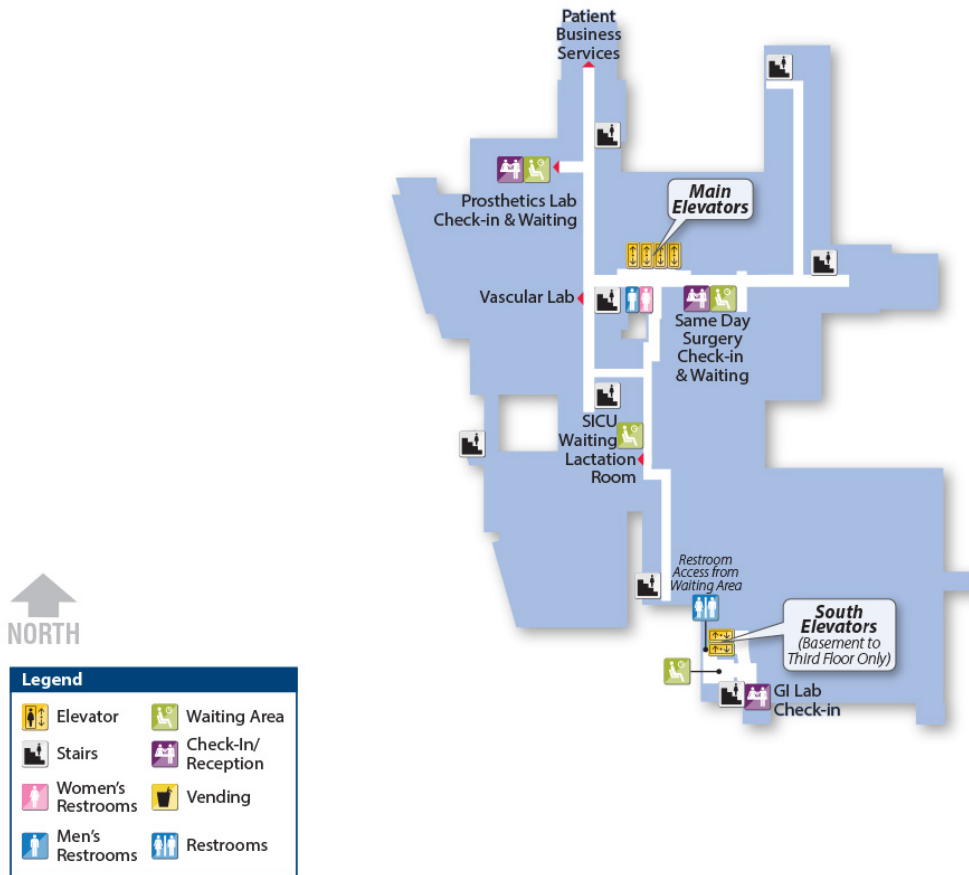 Patient
Business
Services
Main
Elevators
Prosthetics Lab
Check-in & Waiting
Vascular Lab
Same Day
Surgery
Check-in
& Waiting
SICU
Waiting
Lactation
Room
Restroom
Access from
Waiting Area
South
Elevators
(Basement to
Third Floor Only)
GI Lab
Check-in
NORTH
Legend
Elevator
Waiting Area
Stairs
Check-In/
Reception
Women's
Restrooms
Vending
Men's
Restrooms
Restrooms